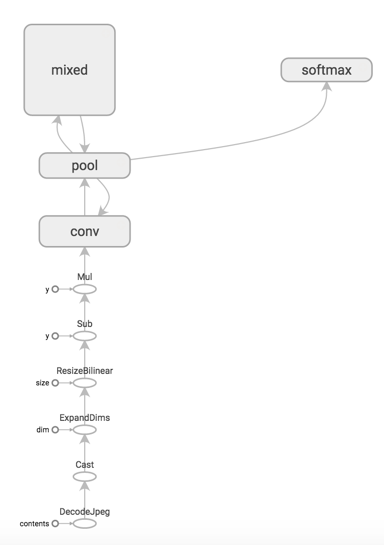 mixed
softmax
pool
conv
Mul
y
Sub
y
ResizeBilinear
size
ExpandDims
dim
Cast
DecodeJpeg
contents